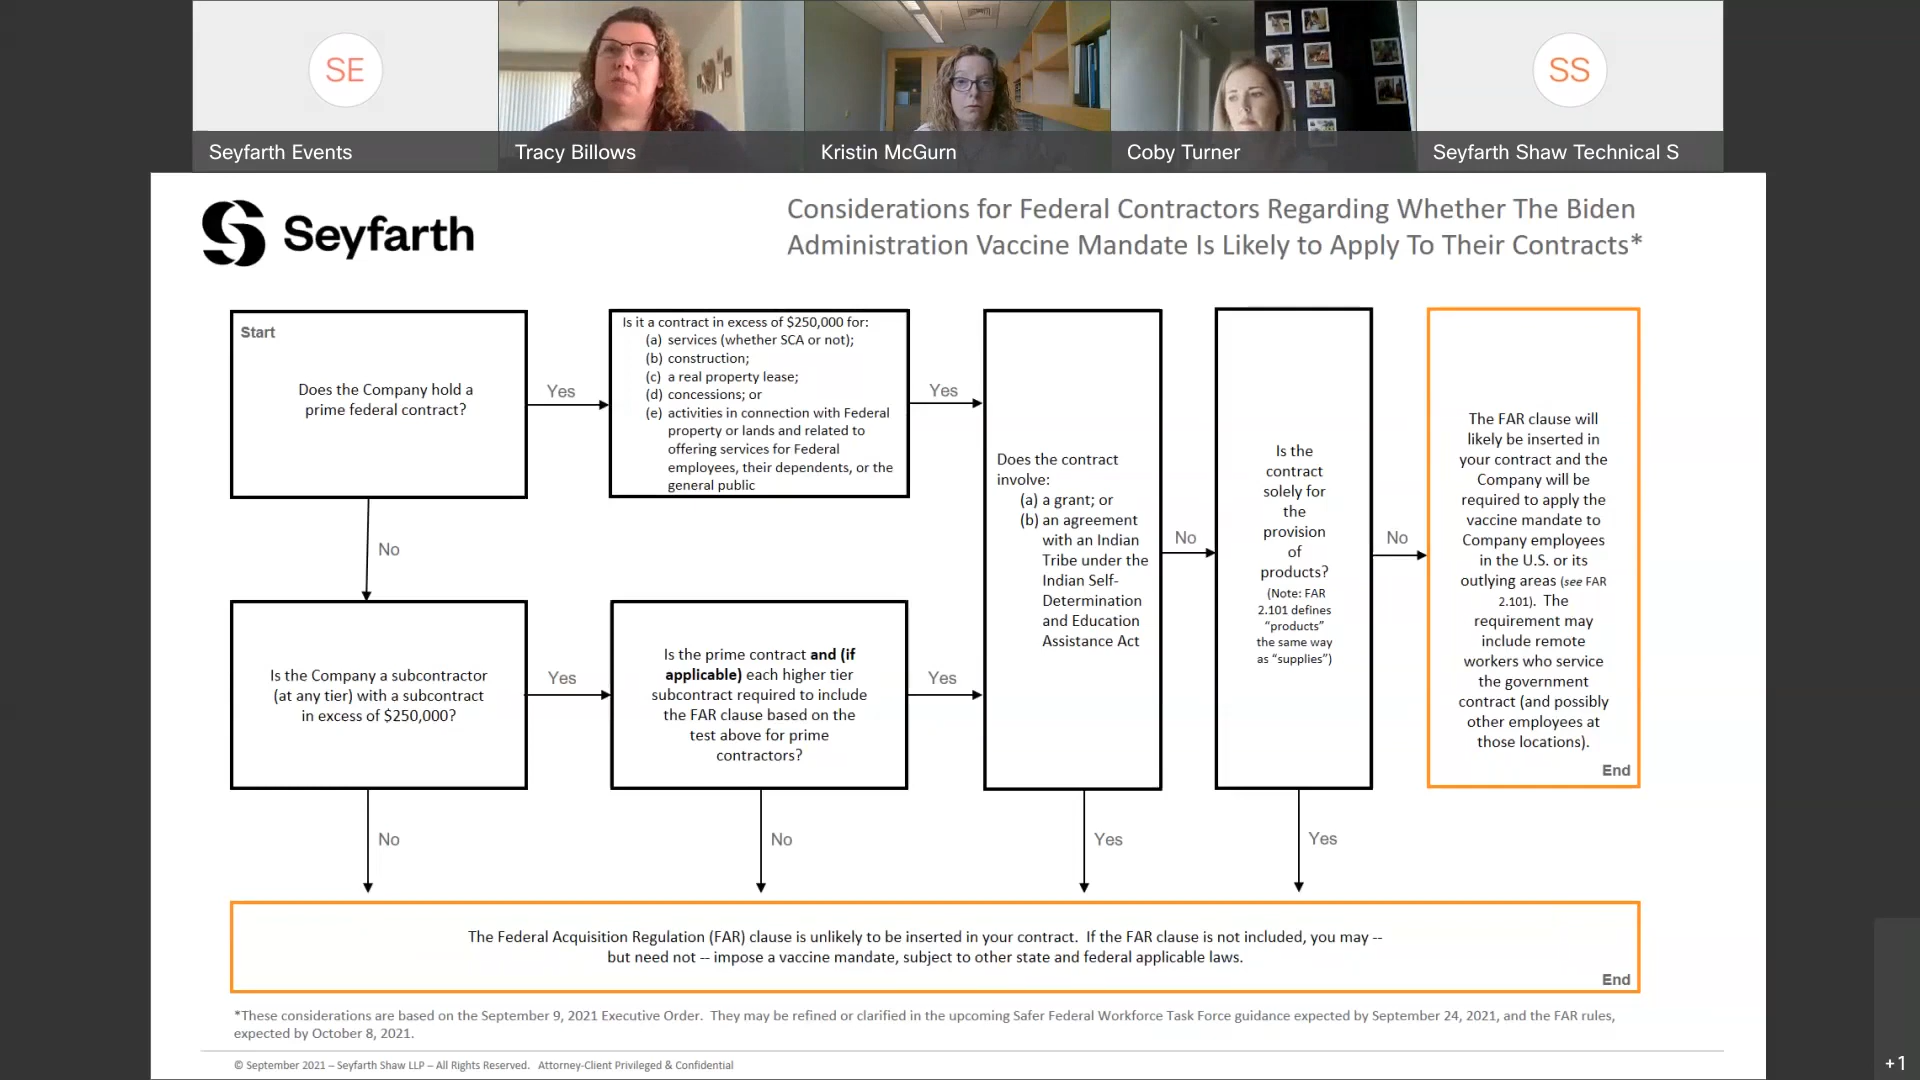 SE
SS
Seyfarth Events
Tracy Billows
Kristin McGurn
Coby Turner
Seyfarth Shaw Technical S
Seyfarth
Considerations for Federal Contractors Regarding Whether The Biden
Administration Vaccine Mandate Is Likely to Apply To Their Contracts*
Start
Does the Company hold a
prime federal contract?
Yes
Is it a contract in excess of $250,000 for:
(a) services (whether SCA or not);
(b) construction;
(c) a real property lease;
(d) concessions; or
(e) activities in connection with Federal
property or lands and related to
offering services for Federal
employees, their dependents, or the
general public
Yes
No
Is the Company a subcontractor
(at any tier) with a subcontract
in excess of $250,000?
Yes
Is the prime contract and (if
applicable) each higher tier
subcontract required to include
the FAR clause based on the
test above for prime
contractors?
Yes
Does the contract
involve:
(a) a grant; or
(b) an agreement
with an Indian
Tribe under the
Indian Self-
Determination
and Education
Assistance Act
No
Is the
contract
solely for
the
provision
of
products?
(Note: FAR
2.101 defines
“products”
the same way
as “supplies”)
No
The FAR clause will
likely be inserted in
your contract and the
Company will be
required to apply the
vaccine mandate to
Company employees
in the U.S. or its
outlying areas (see FAR
2.101). The
requirement may
include remote
workers who service
the government
contract (and possibly
other employees at
those locations).
End
No
No
Yes
Yes
The Federal Acquisition Regulation (FAR) clause is unlikely to be inserted in your contract. If the FAR clause is not included, you may --
but need not -- impose a vaccine mandate, subject to other state and federal applicable laws.
End
*These considerations are based on the September 9, 2021 Executive Order. They may be refined or clarified in the upcoming Safer Federal Workforce Task Force guidance expected by September 24, 2021, and the FAR rules,
expected by October 8, 2021.
© September 2021 – Seyfarth Shaw LLP – All Rights Reserved. Attorney-Client Privileged & Confidential
+1